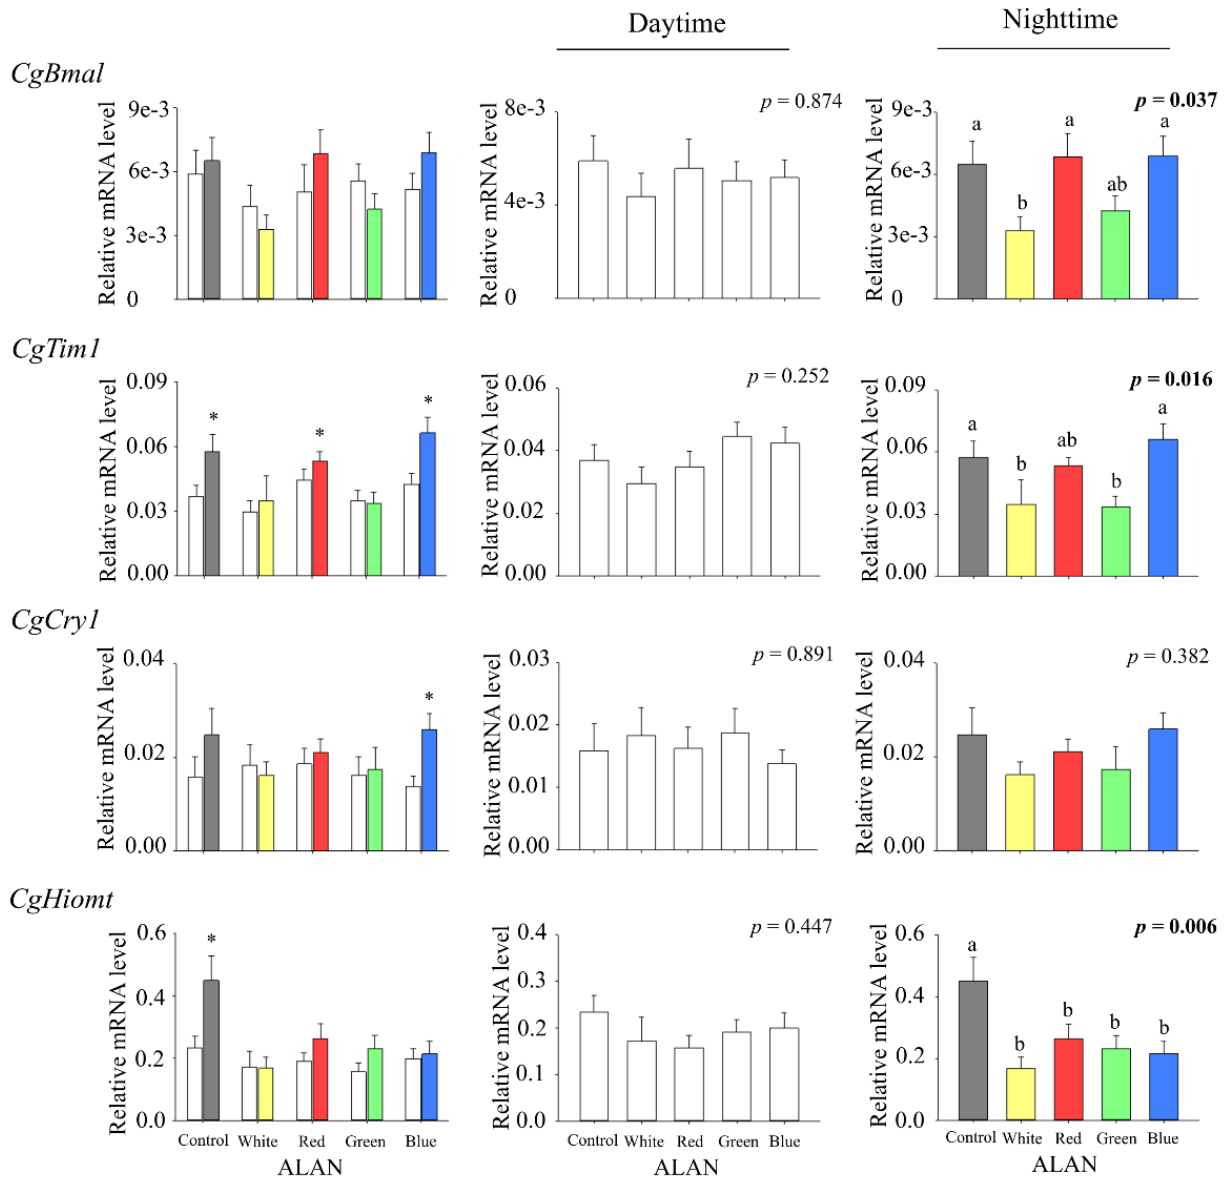 Daytime
Nighttime
CgBmal
Relative mRNA level
9e-3
6e-3
3e-3
0
Relative mRNA level
8e-3
4e-3
0
p = 0.874
Relative mRNA level
9e-3
6e-3
3e-3
0
p = 0.037
a
b
a
ab
a
CgTim1
Relative mRNA level
0.09
0.06
0.03
0.00
*
*
*
Relative mRNA level
0.06
0.04
0.02
0.00
p = 0.252
Relative mRNA level
0.09
0.06
0.03
0.00
p = 0.016
a
b
ab
b
a
CgCry1
Relative mRNA level
0.04
0.02
0.00
*
Relative mRNA level
0.03
0.02
0.01
0.00
p = 0.891
Relative mRNA level
0.04
0.02
0.00
p = 0.382
CgHiomt
Relative mRNA level
0.6
0.4
0.2
0.0
*
Control White Red Green Blue
ALAN
Relative mRNA level
0.4
0.3
0.2
0.1
0.0
p = 0.447
Control White Red Green Blue
ALAN
Relative mRNA level
0.6
0.4
0.2
0.0
p = 0.006
a
b
b
b
b
Control White Red Green Blue
ALAN